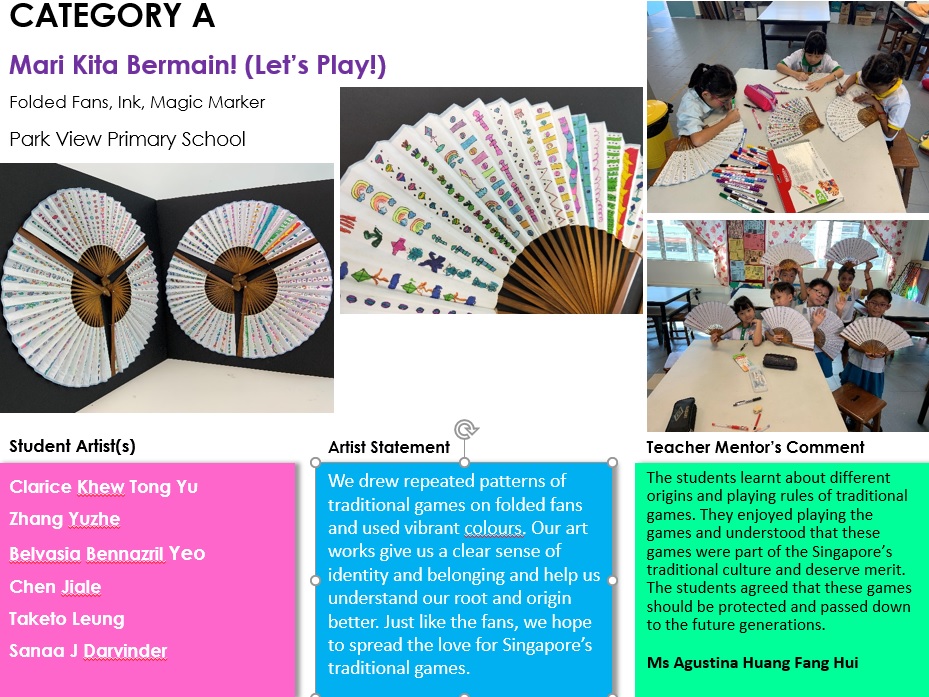 CATEGORY A
Mari Kita Bermain! (Let's Play!)
Folded Fans, Ink, Magic Marker
Park View Primary School
Student Artist(s)
Clarice Khew Tong Yu
Zhang Yuzhe
Belvasia Bennazril Yeo
Chen Jiale
Taketo Leung
Sanaa J Darvinder
Artist Statement
We drew repeated patterns of
traditional games on folded fans
and used vibrant colours. Our art
works give us a clear sense of
identity and belonging and help us
understand our root and origin
better. Just like the fans, we hope
to spread the love for Singapore's
traditional games.
Teacher Mentor's Comment
The students learnt about different
origins and playing rules of traditional
games. They enjoyed playing the
games and understood that these
games were part of the Singapore's
traditional culture and deserve merit.
The students agreed that these games
should be protected and passed down
to the future generations.
Ms Agustina Huang Fang Hui